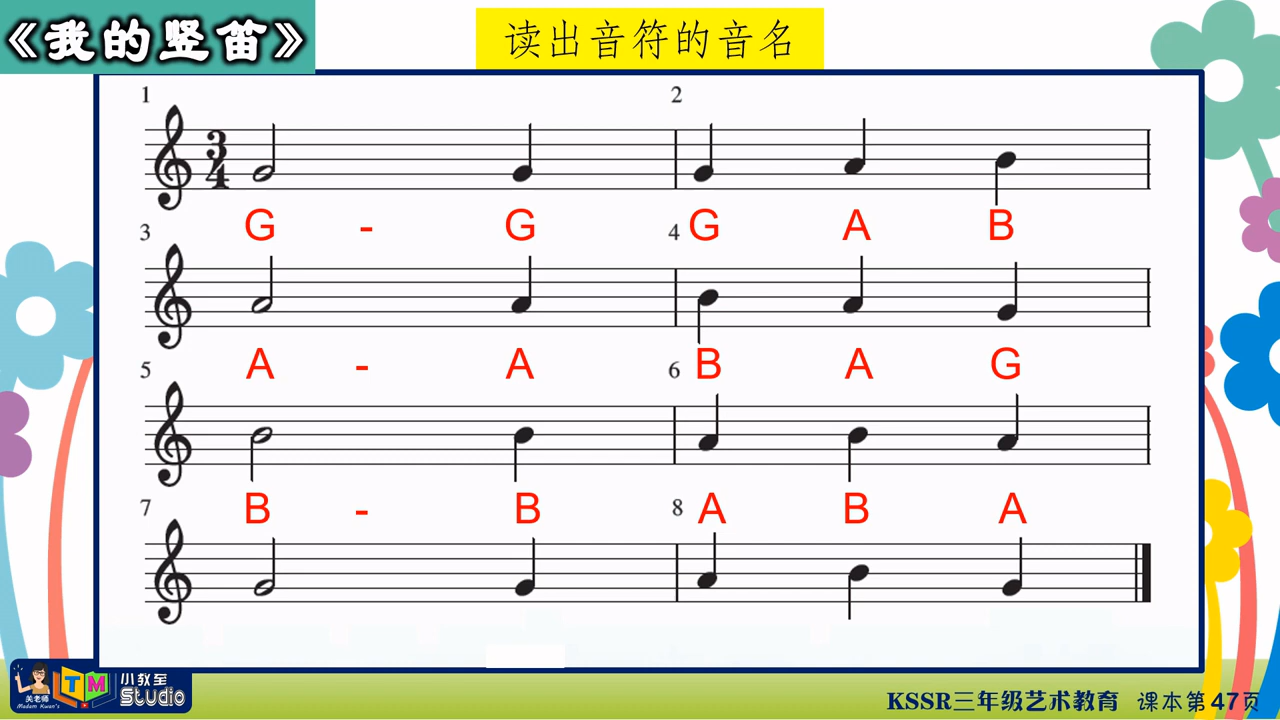 《我的竖笛》
读出音符的音名
1 2
3
4
G - G G A B
3 4
A - A B A G
5 6
B - B A B A
7 8
关老师
Madam Kwan's
TM
小教室
Studio
KSSR三年级艺术教育 课本第47页